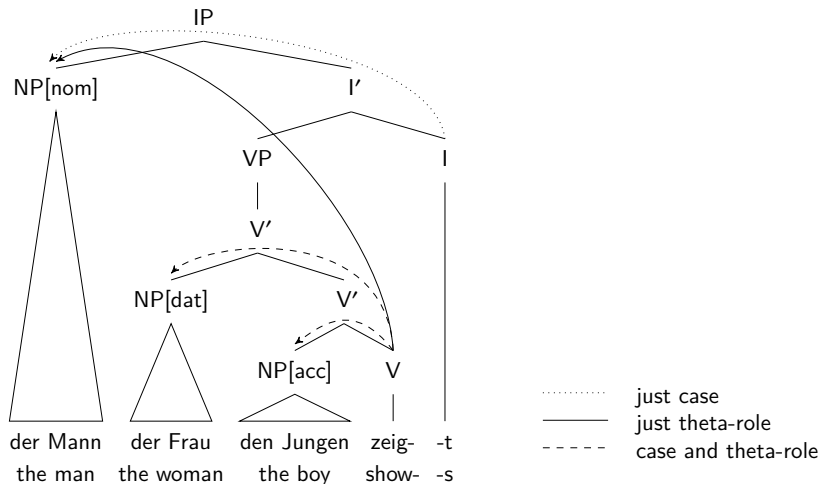 IP
NP[nom] I′
VP I
V′
NP[dat] V′
NP[acc] V
der Mann der Frau den Jungen zeig- -t
the man the woman the boy show- -s
just case
just theta-role
case and theta-role